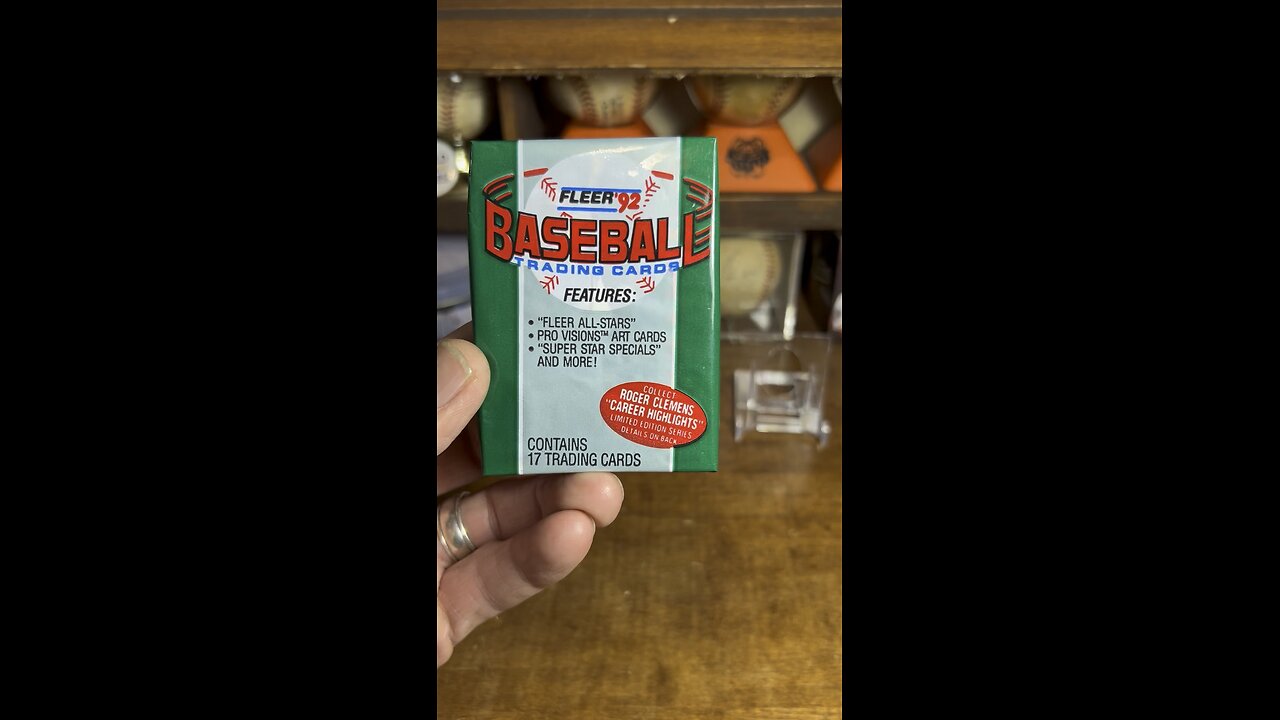 FLEER '92
BASEBALL
TRADING CARDS
FEATURES:
• "FLEER ALL-STARS"
• PRO VISIONS™ ART CARDS
• "SUPER STAR SPECIALS"
AND MORE!
COLLECT
ROGER CLEMENS
"CAREER HIGHLIGHTS"
LIMITED EDITION SERIES
DETAILS ON BACK
CONTAINS
17 TRADING CARDS